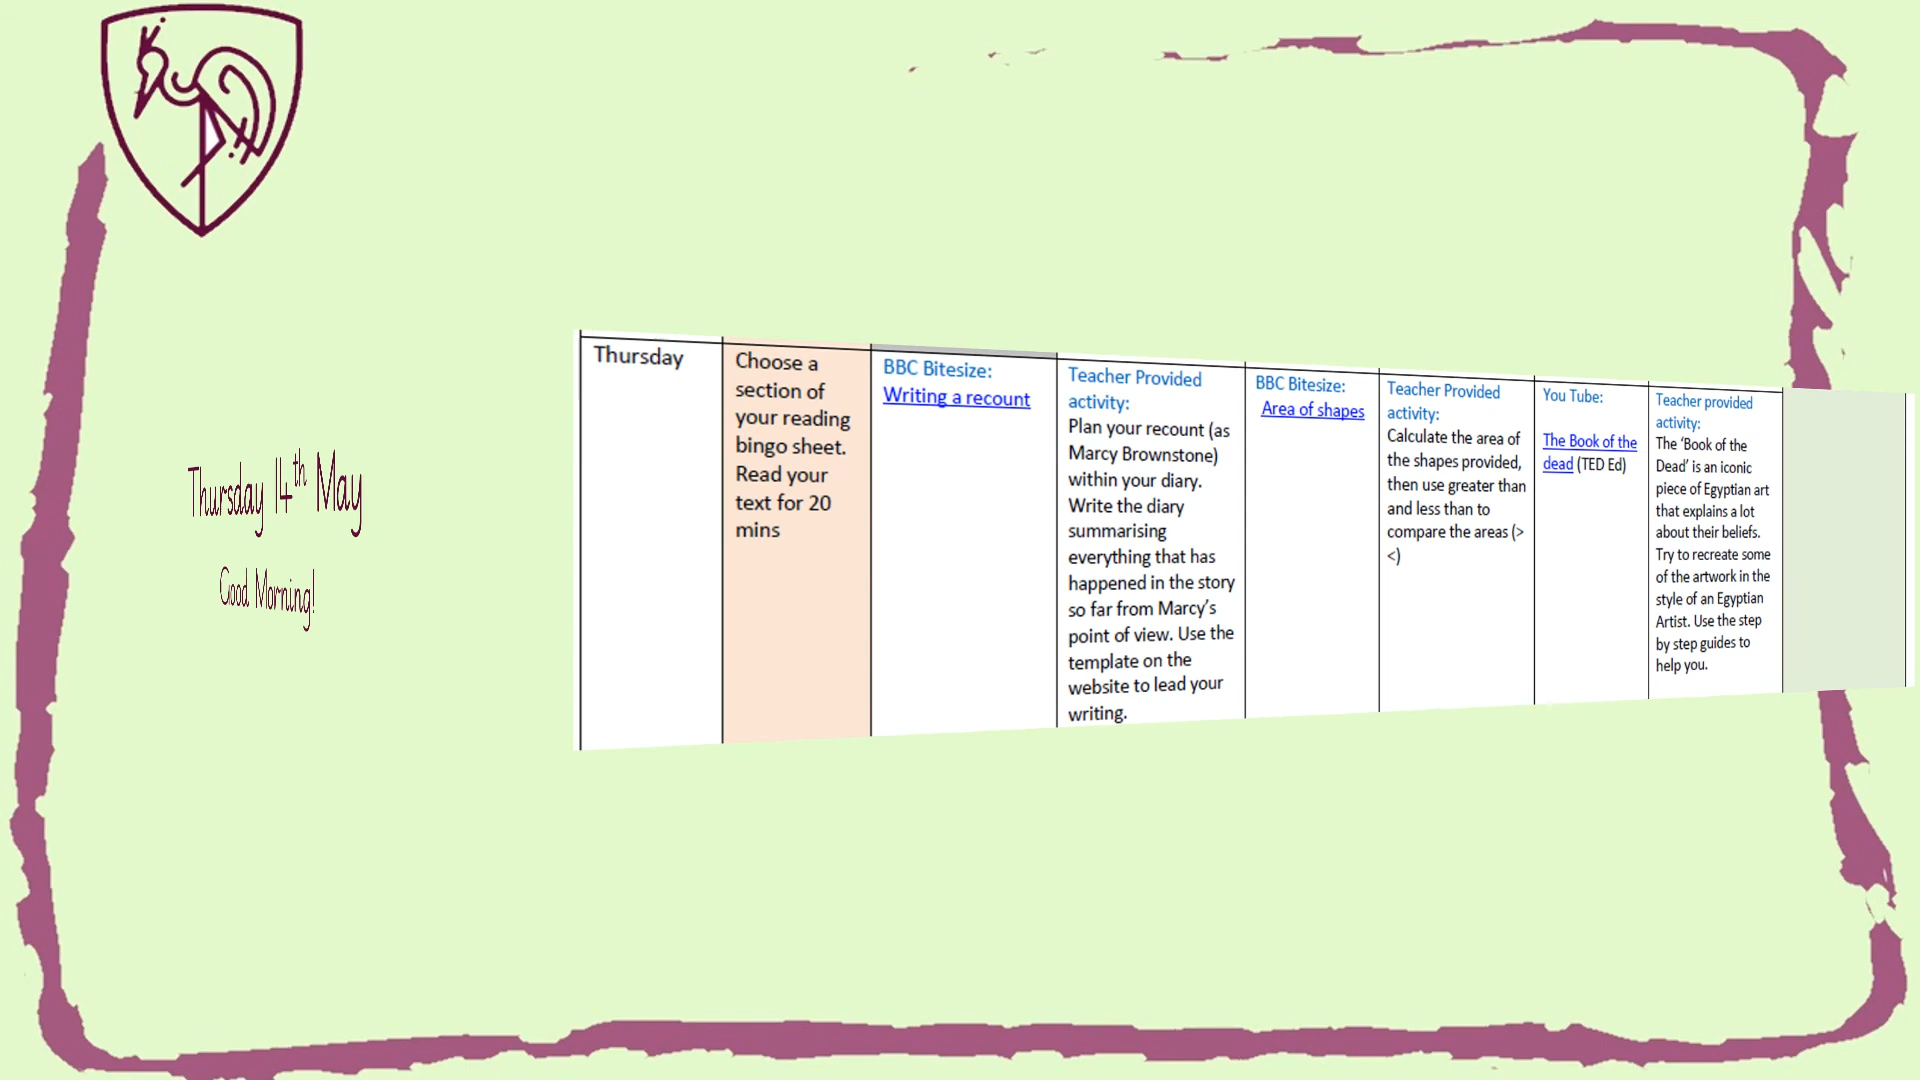 Thursday 14th May
Good Morning!
Thursday
Choose a
section of
your reading
bingo sheet.
Read your
text for 20
mins
BBC Bitesize:
Writing a recount
Teacher Provided
activity:
Plan your recount (as
Marcy Brownstone)
within your diary.
Write the diary
summarising
everything that has
happened in the story
so far from Marcy’s
point of view. Use the
template on the
website to lead your
writing.
BBC Bitesize:
Area of shapes
Teacher Provided
activity:
Calculate the area of
the shapes provided,
then use greater than
and less than to
compare the areas (>
<)
You Tube:
The Book of the
dead (TED Ed)
Teacher provided
activity:
The ‘Book of the
Dead’ is an iconic
piece of Egyptian art
that explains a lot
about their beliefs.
Try to recreate some
of the artwork in the
style of an Egyptian
Artist. Use the step
by step guides to
help you.